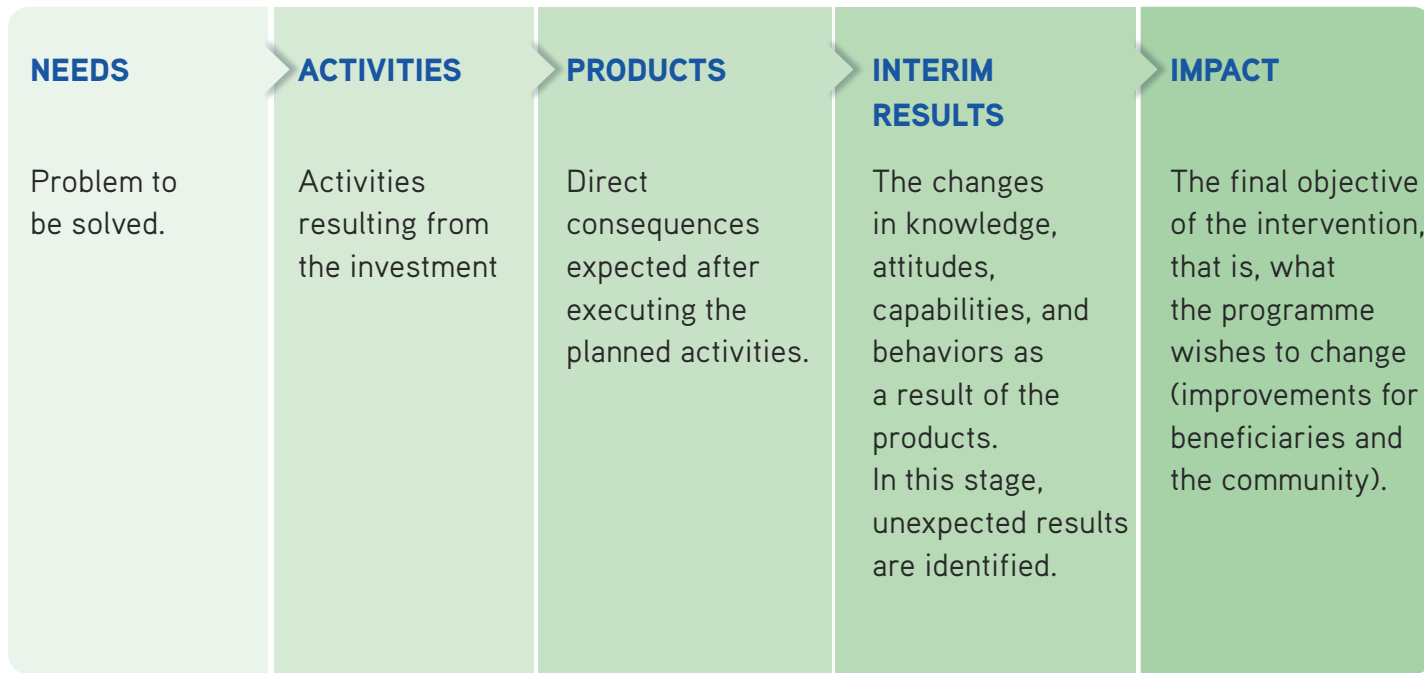 NEEDS
Problem to
be solved.
ACTIVITIES
Activities
resulting from
the investment
PRODUCTS
Direct
consequences
expected after
executing the
planned activities.
INTERIM
RESULTS
The changes
in knowledge,
attitudes,
capabilities, and
behaviors as
a result of the
products.
In this stage,
unexpected results
are identified.
IMPACT
The final objective
of the intervention,
that is, what
the programme
wishes to change
(improvements for
beneficiaries and
the community).